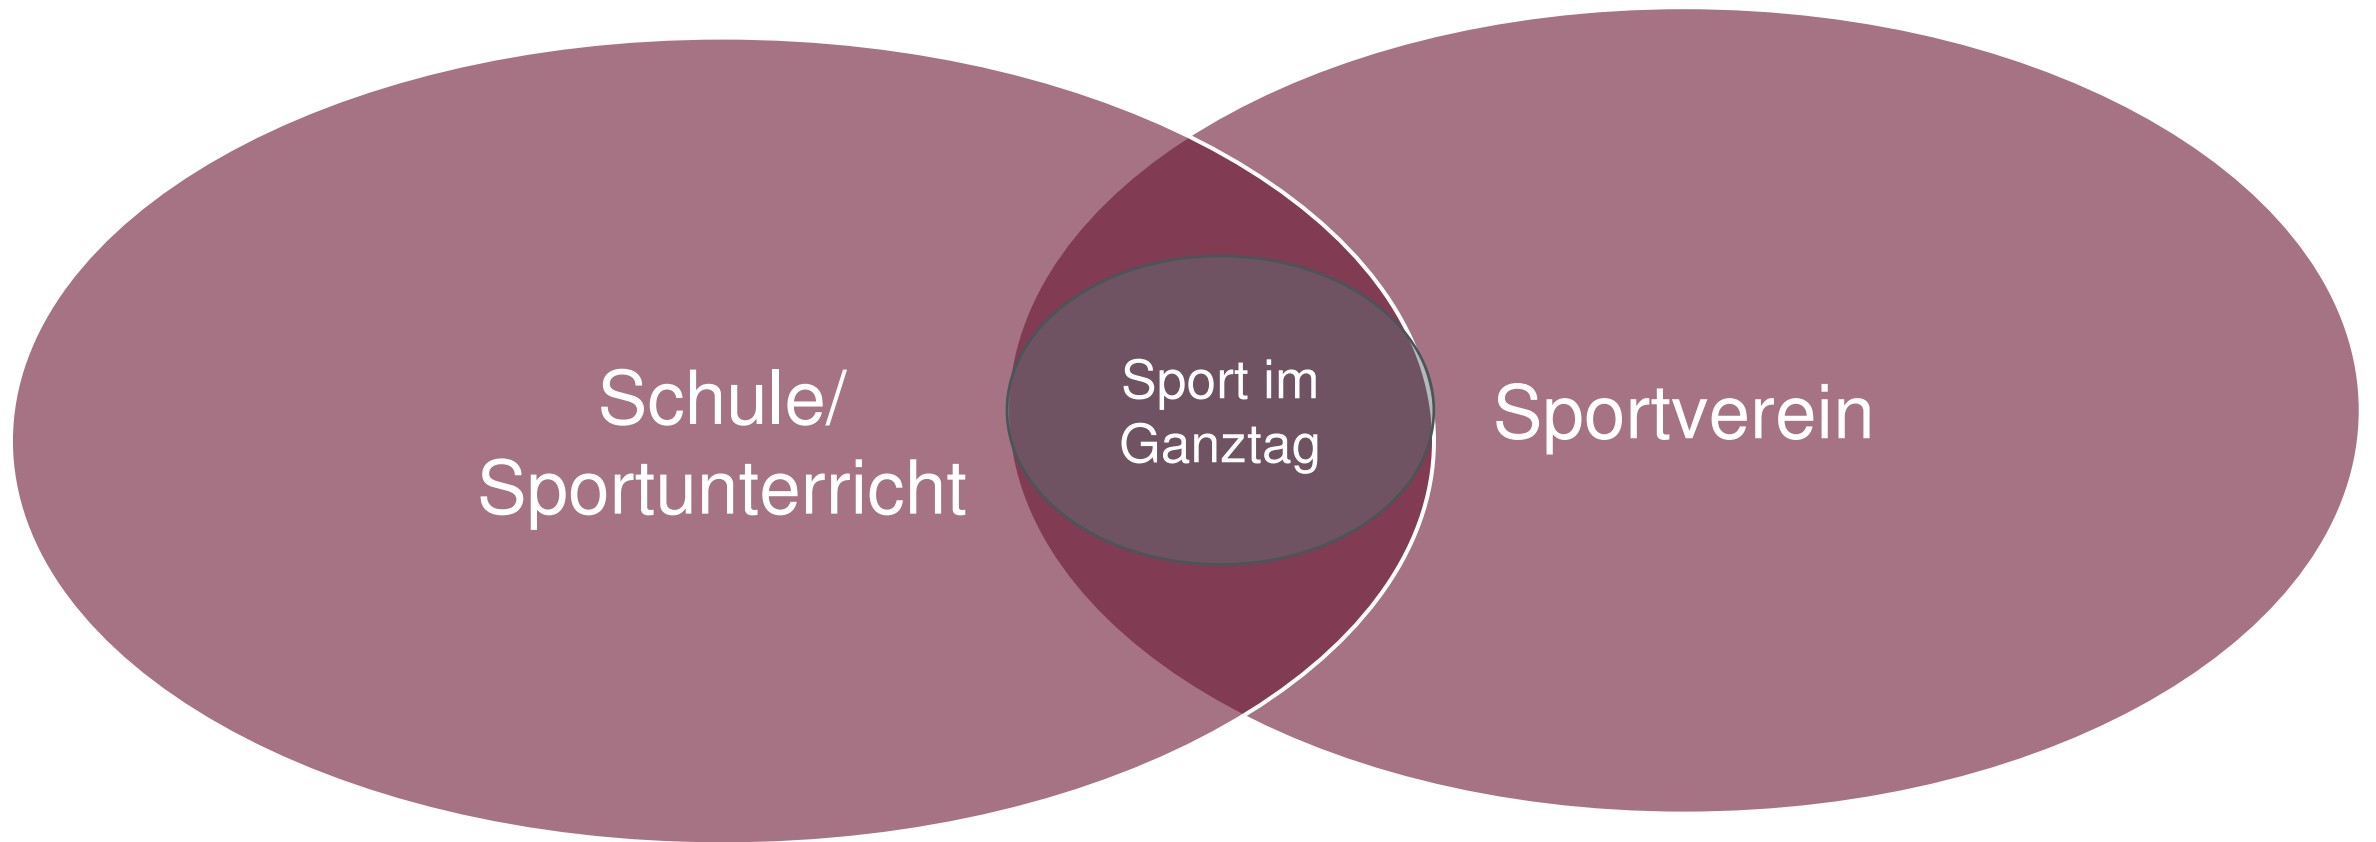 Schule/
Sportunterricht
Sport im
Ganztag
Sportverein